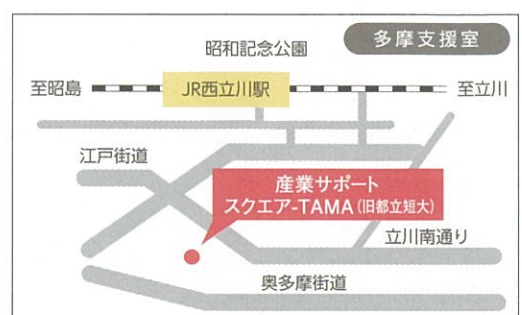 多摩支援室
昭和記念公園
至昭島
JR西立川駅
至立川
江戸街道
産業サポート
スクエア-TAMA(旧都立短大)
立川南通り
奥多摩街道